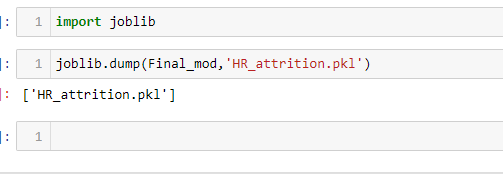 ]: 1 import joblib
]: 1 joblib.dump(Final_mod,'HR_attrition.pkl')
]: ['HR_attrition.pkl']
]: 1